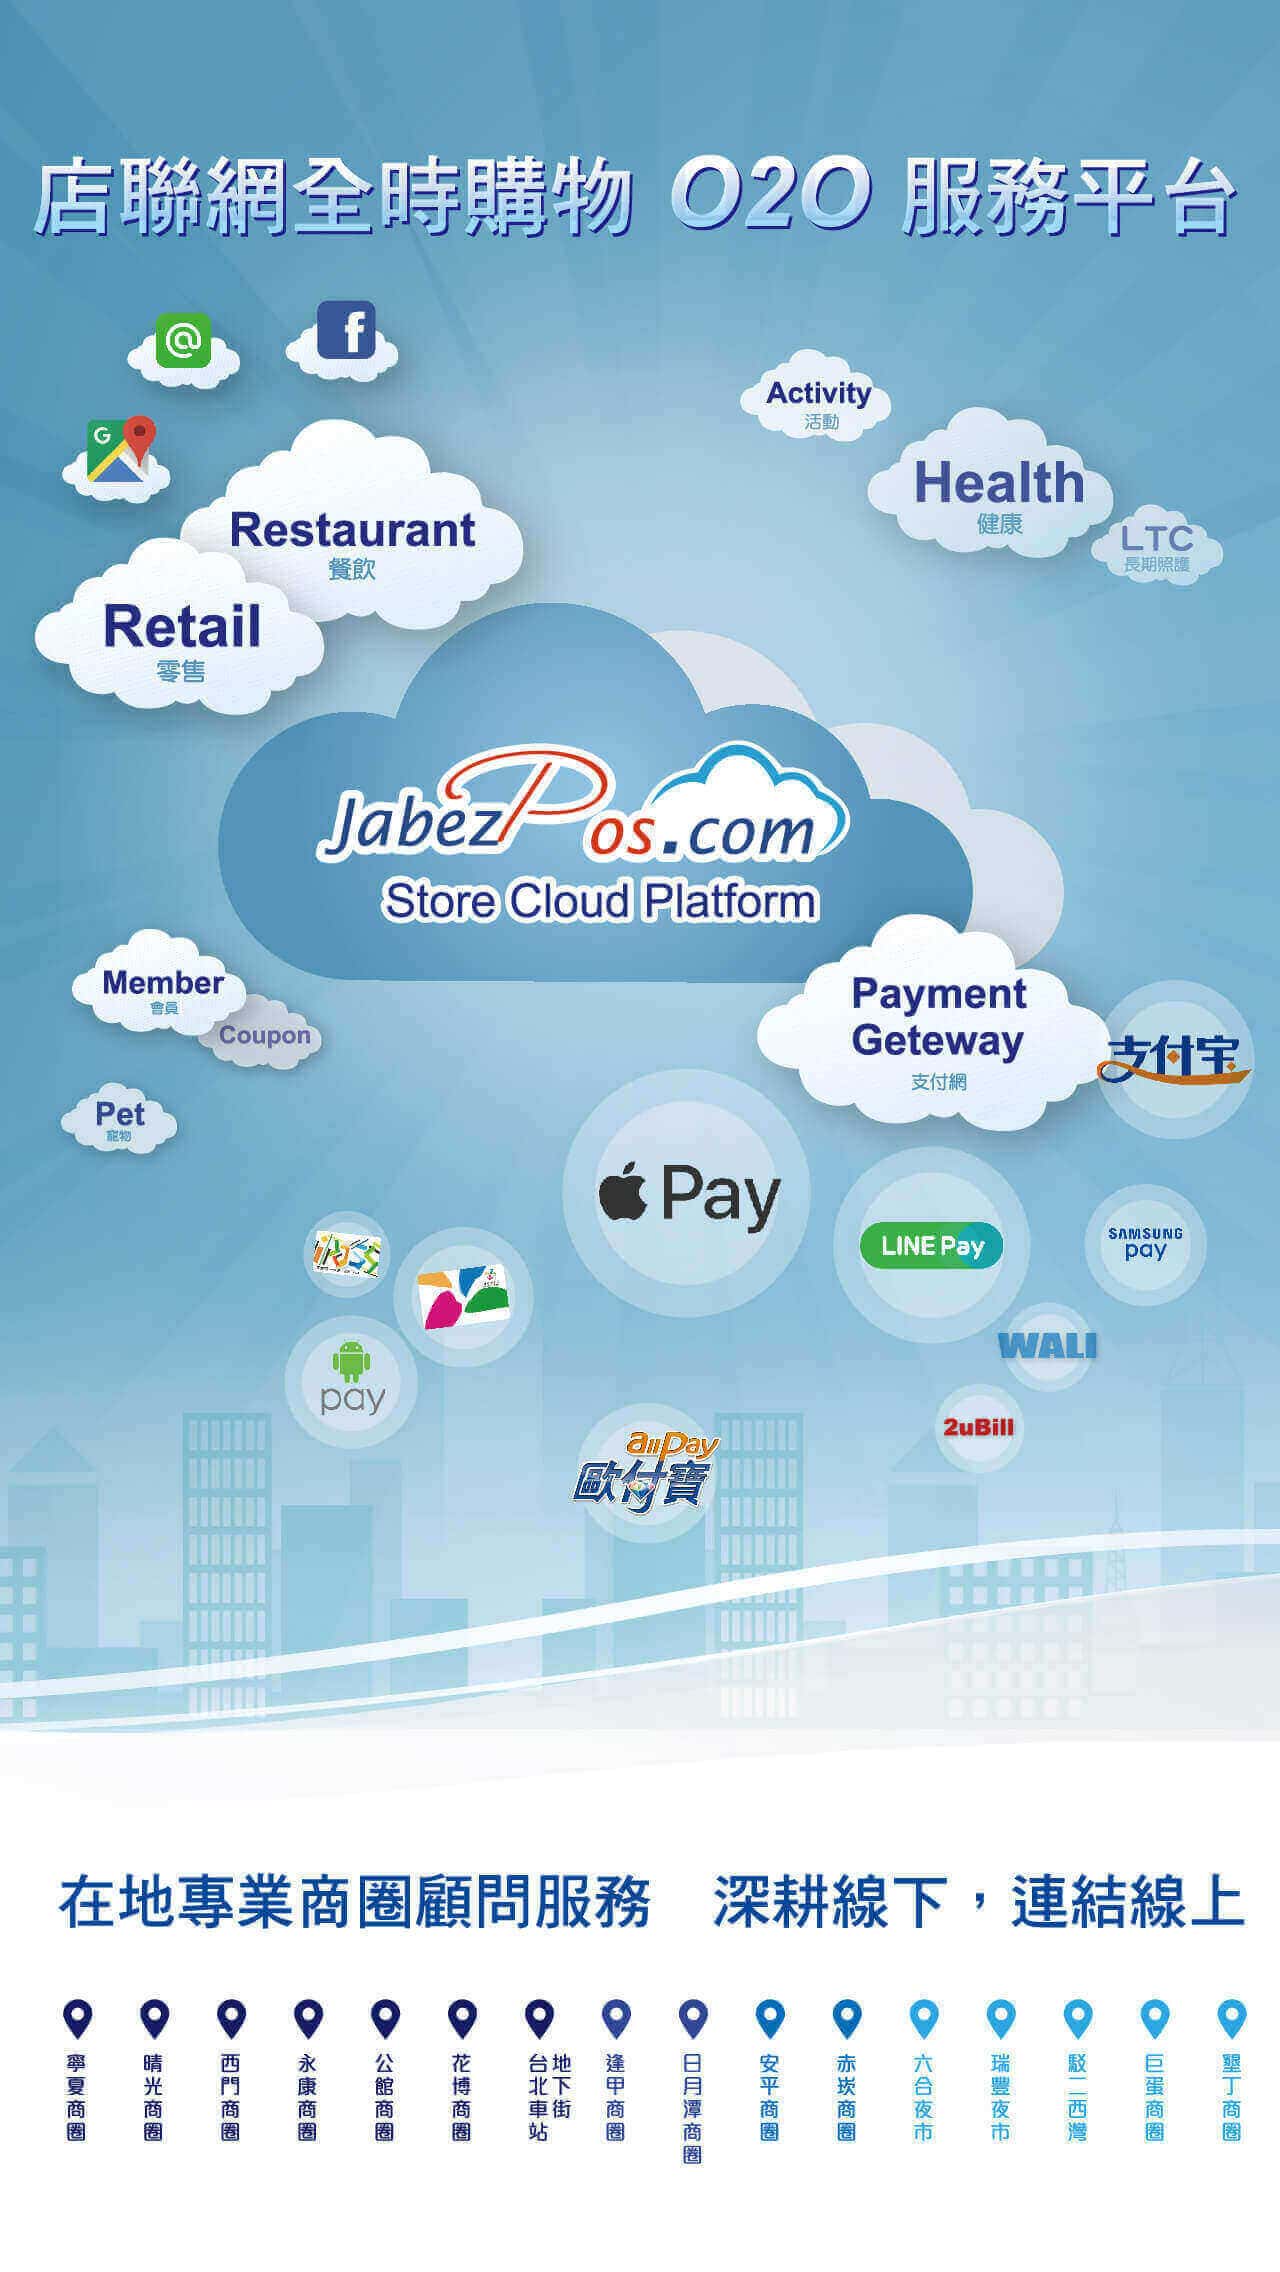 店聯網全時購物 O2O 服務平台
@
f
G
Activity
活動
Health
健康
LTC
長期照護
Restaurant
餐飲
Retail
零售
JabezPos.com
Store Cloud Platform
Member
會員
Coupon
Pet
寵物
Payment
Geteway
支付網
支付宝
Pay
LINE Pay
SAMSUNG
pay
iPASS
pay
WALI
2uBill
allPay
歐付寶
在地專業商圈顧問服務 深耕線下，連結線上
寧夏商圈
晴光商圈
西門商圈
永康商圈
公館商圈
花博商圈
台北車站
地下街
逢甲商圈
日月潭商圈
安平商圈
赤崁商圈
六合夜市
瑞豐夜市
駁二西灣
巨蛋商圈
墾丁商圈